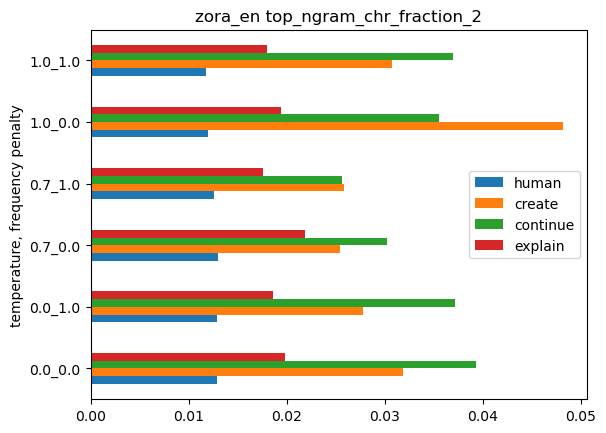 zora_en top_ngram_chr_fraction_2
temperature, frequency penalty
1.0_1.0
1.0_0.0
0.7_1.0
0.7_0.0
0.0_1.0
0.0_0.0
human
create
continue
explain
0.00 0.01 0.02 0.03 0.04 0.05